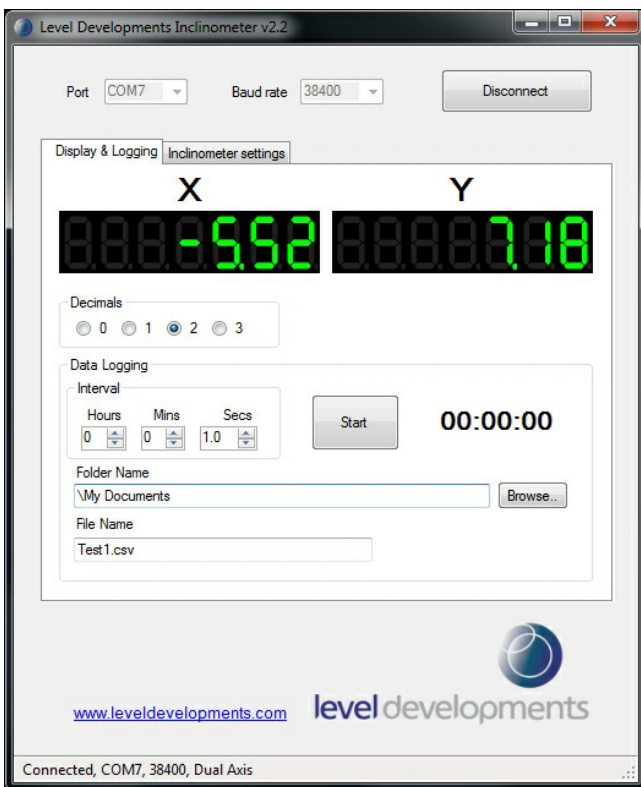 Level Developments Inclinometer v2.2
Port COM7 Baud rate 38400 Disconnect
Display & Logging Inclinometer settings
X Y
-5.52 7.18
Decimals
0 1 2 3
Data Logging
Interval
Hours Mins Secs
0 0 1.0 Start 00:00:00
Folder Name
\My Documents Browse..
File Name
Test1.csv
www.leveldevelopments.com level developments
Connected, COM7, 38400, Dual Axis